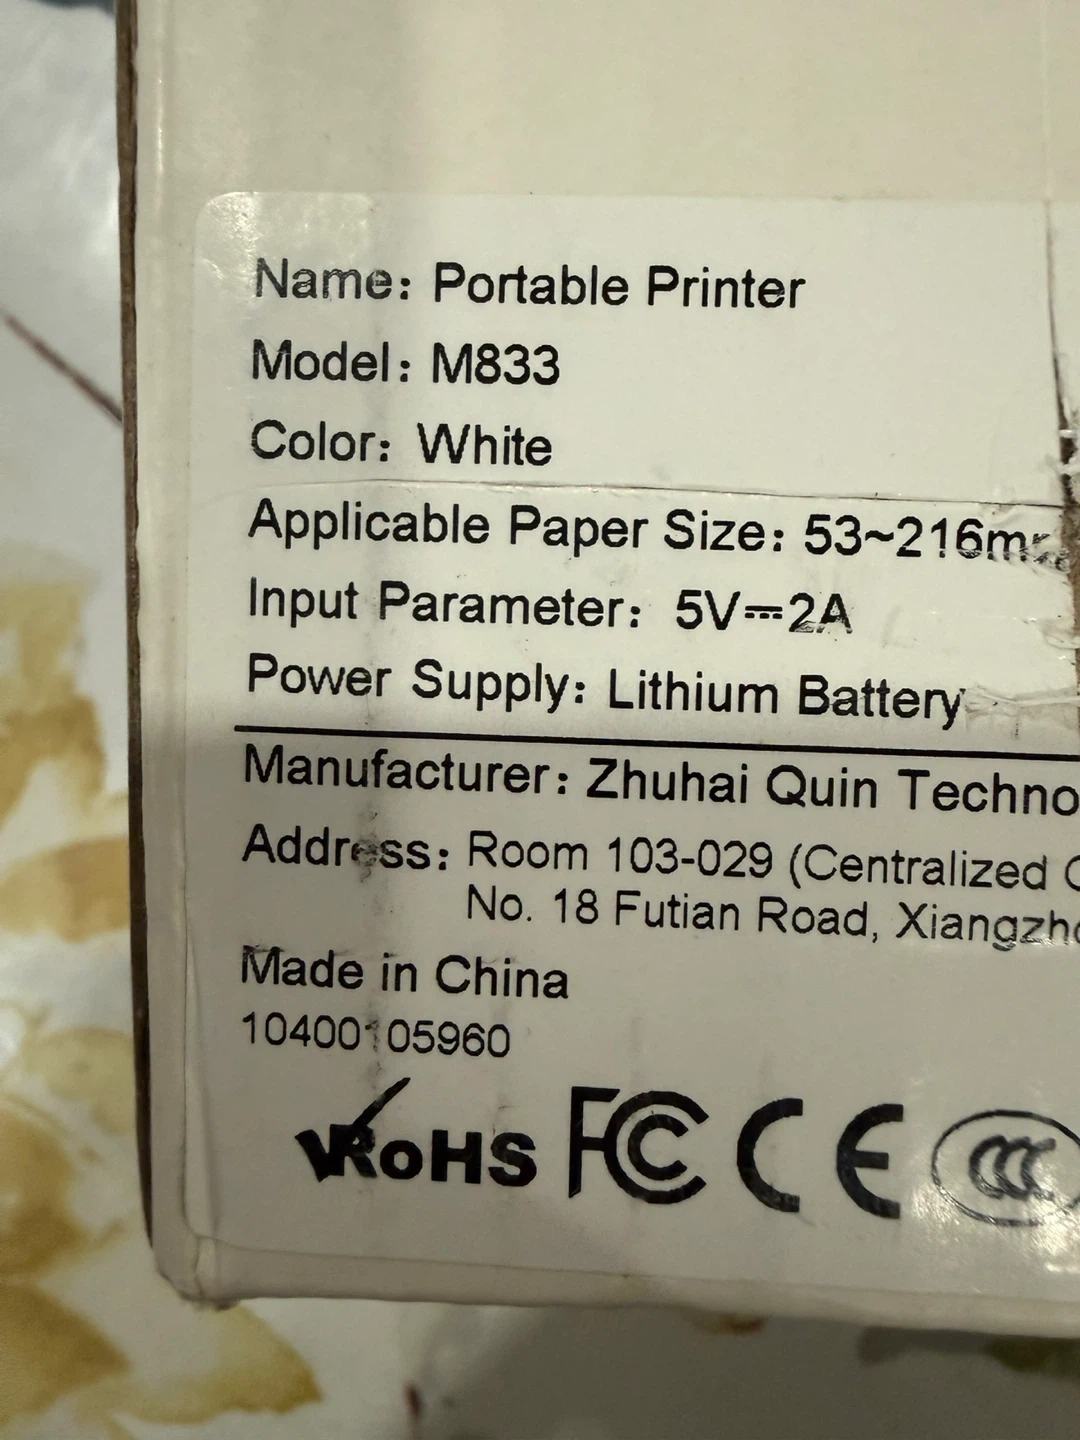 Name: Portable Printer
Model: M833
Color: White
Applicable Paper Size: 53~216m
Input Parameter: 5V⎓2A
Power Supply: Lithium Battery
Manufacturer: Zhuhai Quin Techno
Address: Room 103-029 (Centralized
No. 18 Futian Road, Xiangzho
Made in China
10400105960
RoHS FC CE CCC